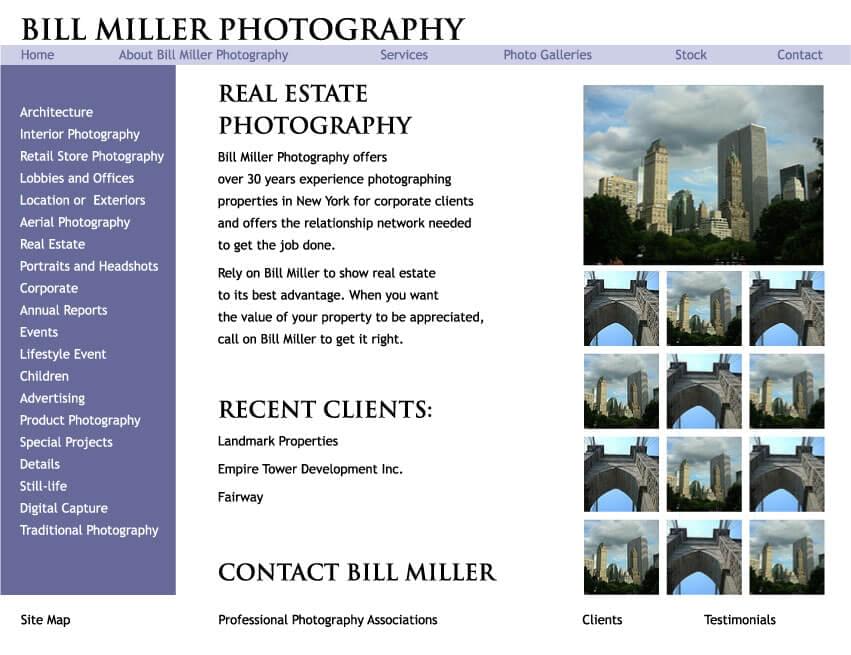 BILL MILLER PHOTOGRAPHY
Home About Bill Miller Photography Services Photo Galleries Stock Contact
Architecture
Interior Photography
Retail Store Photography
Lobbies and Offices
Location or  Exteriors
Aerial Photography
Real Estate
Portraits and Headshots
Corporate
Annual Reports
Events
Lifestyle Event
Children
Advertising
Product Photography
Special Projects
Details
Still-life
Digital Capture
Traditional Photography
REAL ESTATE
PHOTOGRAPHY
Bill Miller Photography offers
over 30 years experience photographing
properties in New York for corporate clients
and offers the relationship network needed
to get the job done.
Rely on Bill Miller to show real estate
to its best advantage. When you want
the value of your property to be appreciated,
call on Bill Miller to get it right.
RECENT CLIENTS:
Landmark Properties
Empire Tower Development Inc.
Fairway
CONTACT BILL MILLER
Site Map Professional Photography Associations Clients Testimonials